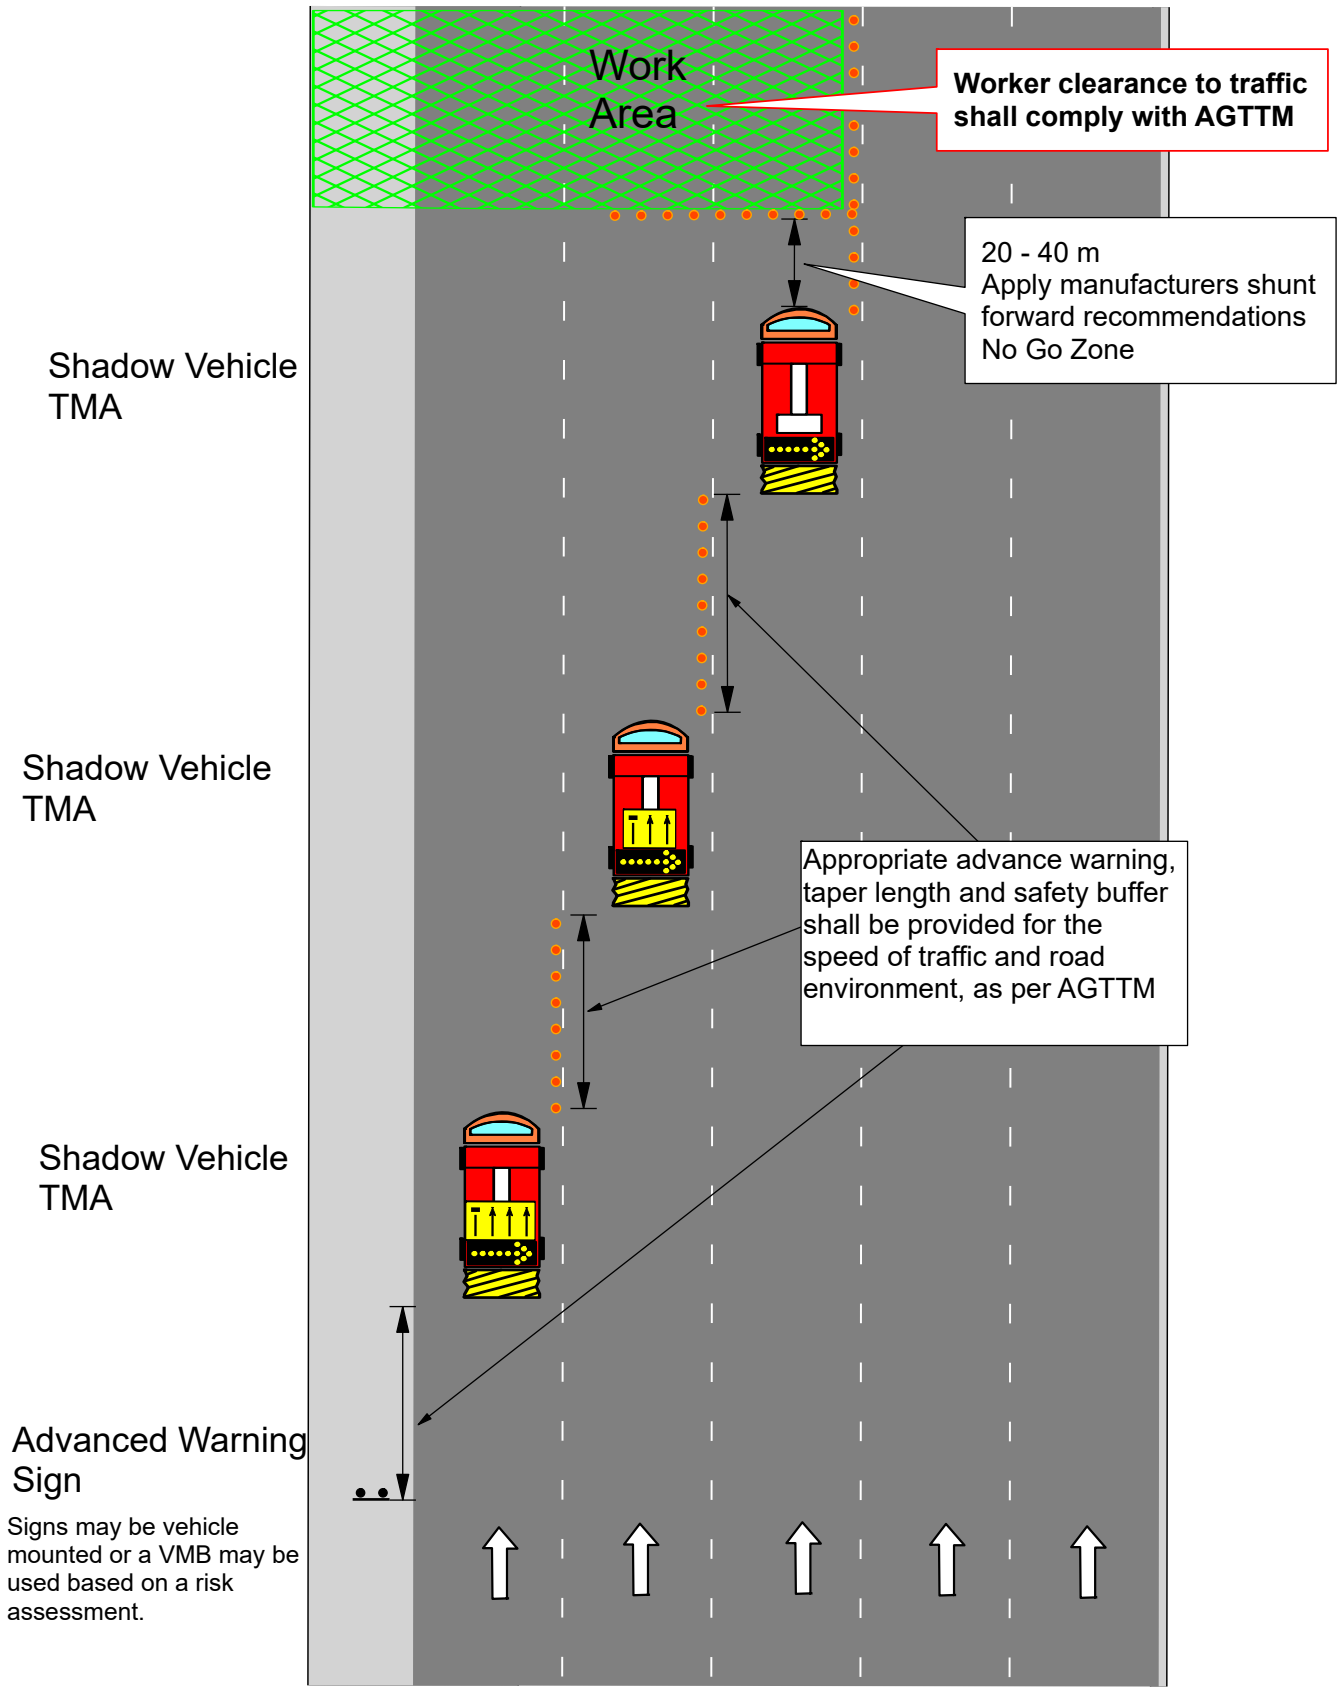 Work
Area
Worker clearance to traffic
shall comply with AGTTM
20 - 40 m
Apply manufacturers shunt
forward recommendations
No Go Zone
Shadow Vehicle
TMA
Shadow Vehicle
TMA
Appropriate advance warning,
taper length and safety buffer
shall be provided for the
speed of traffic and road
environment, as per AGTTM
Shadow Vehicle
TMA
Advanced Warning
Sign
Signs may be vehicle
mounted or a VMB may be
used based on a risk
assessment.